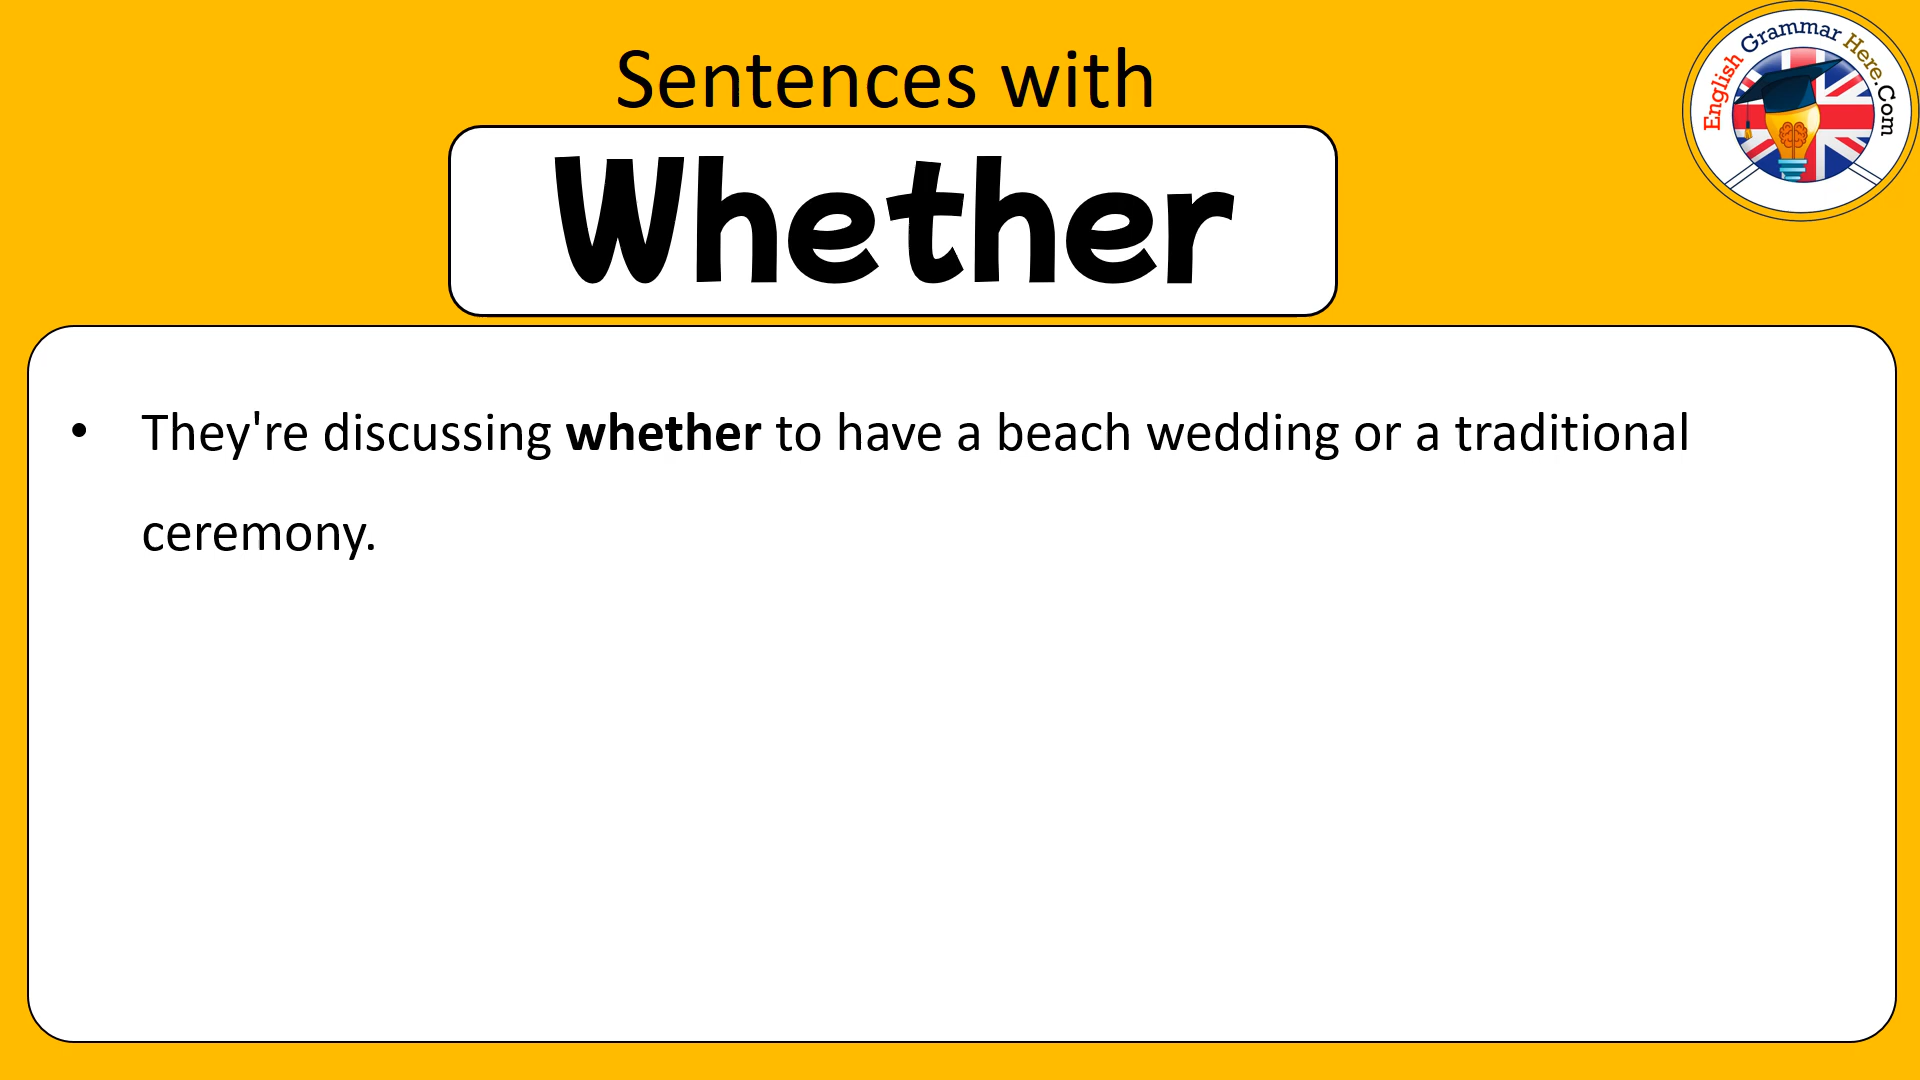 Sentences with
Whether
English Grammar Here.Com
• They're discussing whether to have a beach wedding or a traditional
ceremony.